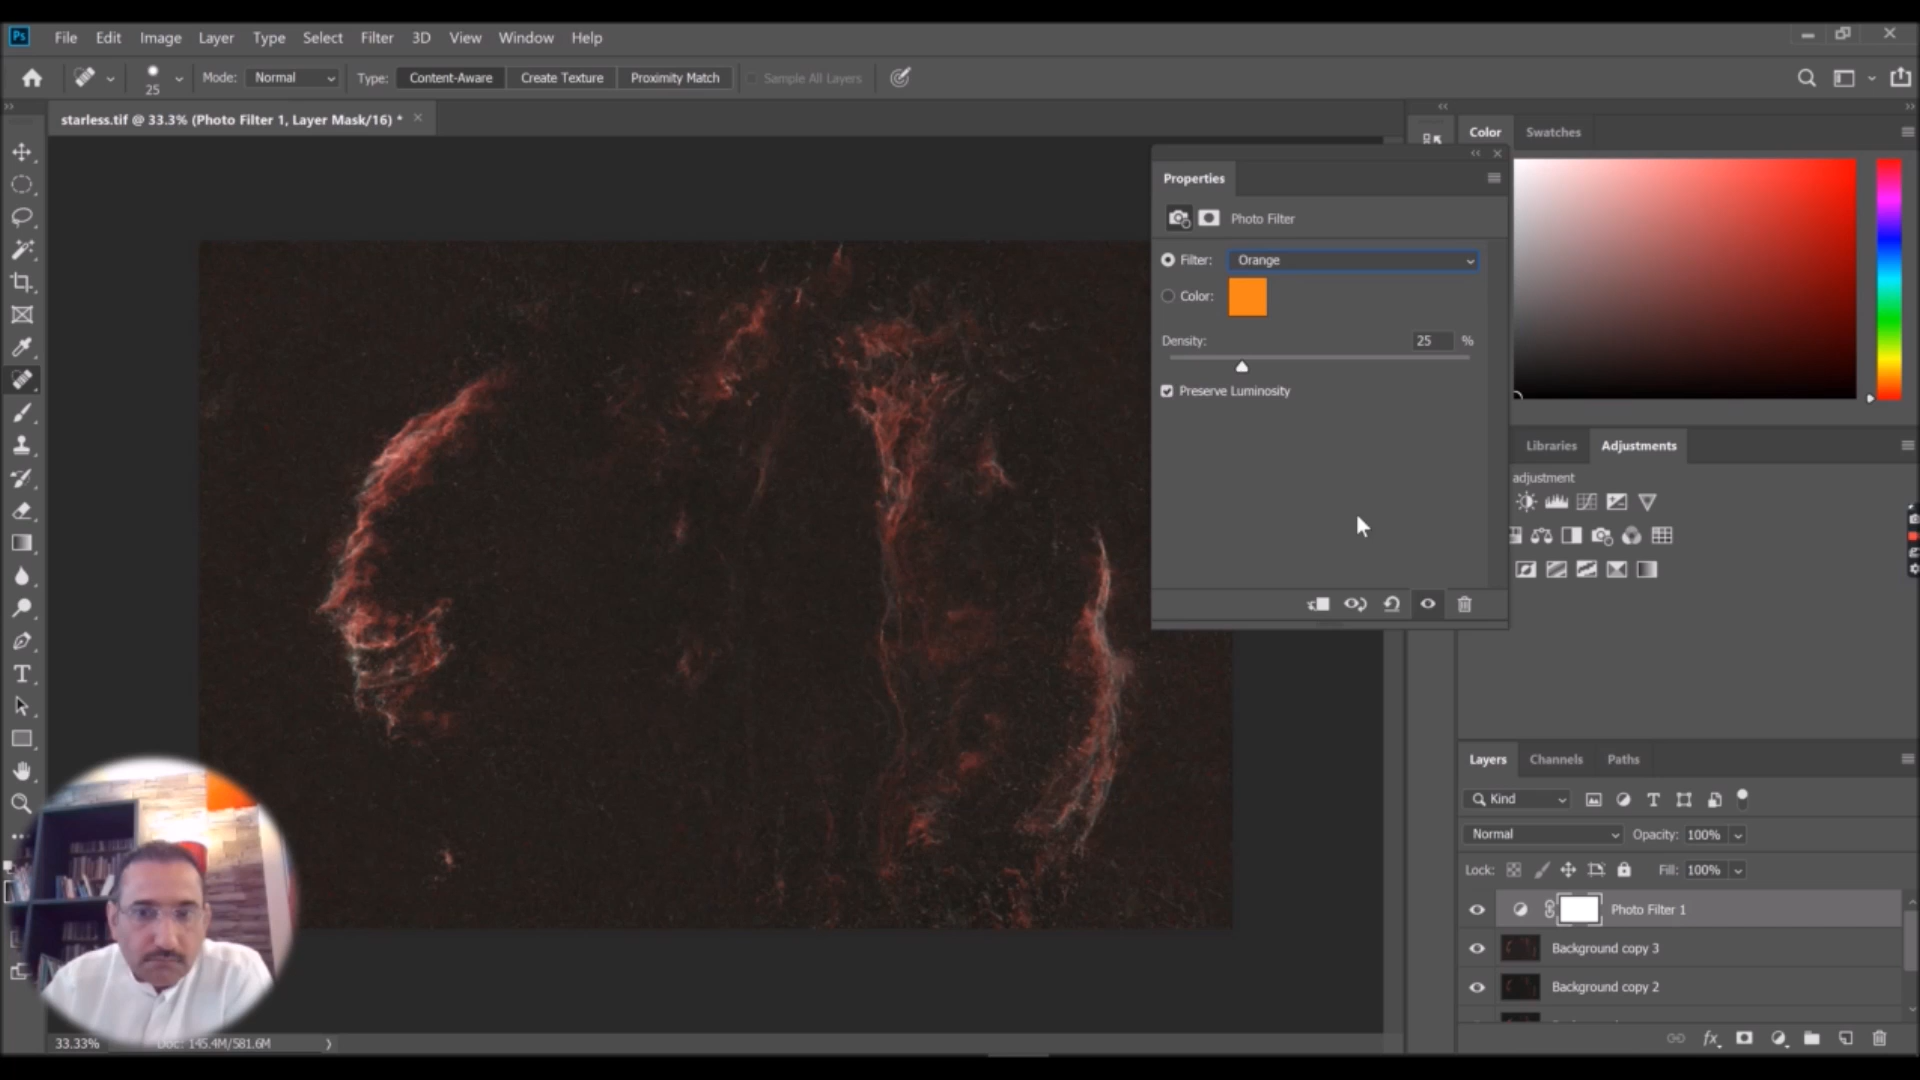 Ps File Edit Image Layer Type Select Filter 3D View Window Help
25 Mode: Normal Type: Content-Aware Create Texture Proximity Match Sample All Layers
starless.tif @ 33.3% (Photo Filter 1, Layer Mask/16) *
Color Swatches
Properties
Photo Filter
Filter: Orange
Color:
Density: 25 %
Preserve Luminosity
Libraries Adjustments
adjustment
Layers Channels Paths
Kind
Normal Opacity: 100%
Lock: Fill: 100%
Photo Filter 1
Background copy 3
Background copy 2
33.33% Doc: 145.4M/581.6M
fx